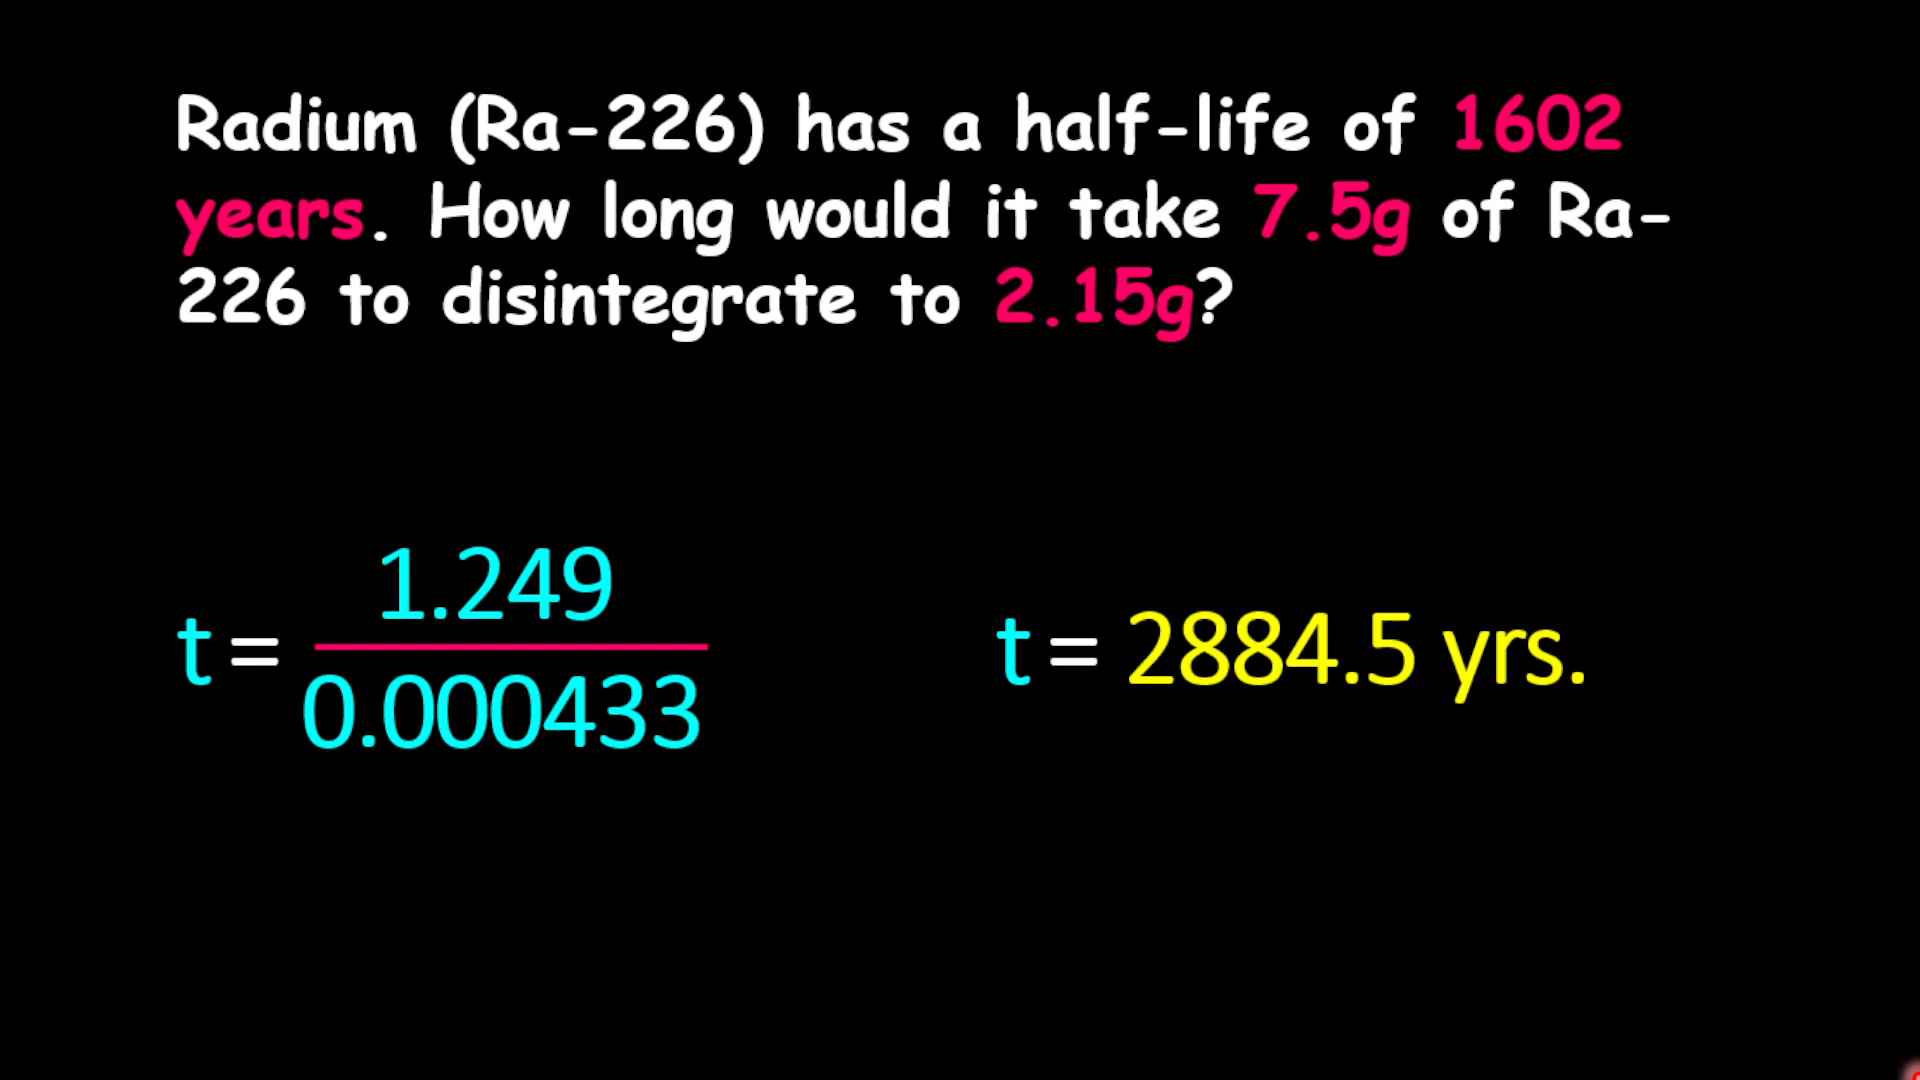 Radium (Ra-226) has a half-life of 1602
years. How long would it take 7.5g of Ra-
226 to disintegrate to 2.15g?
t = 1.249 / 0.000433
t = 2884.5 yrs.